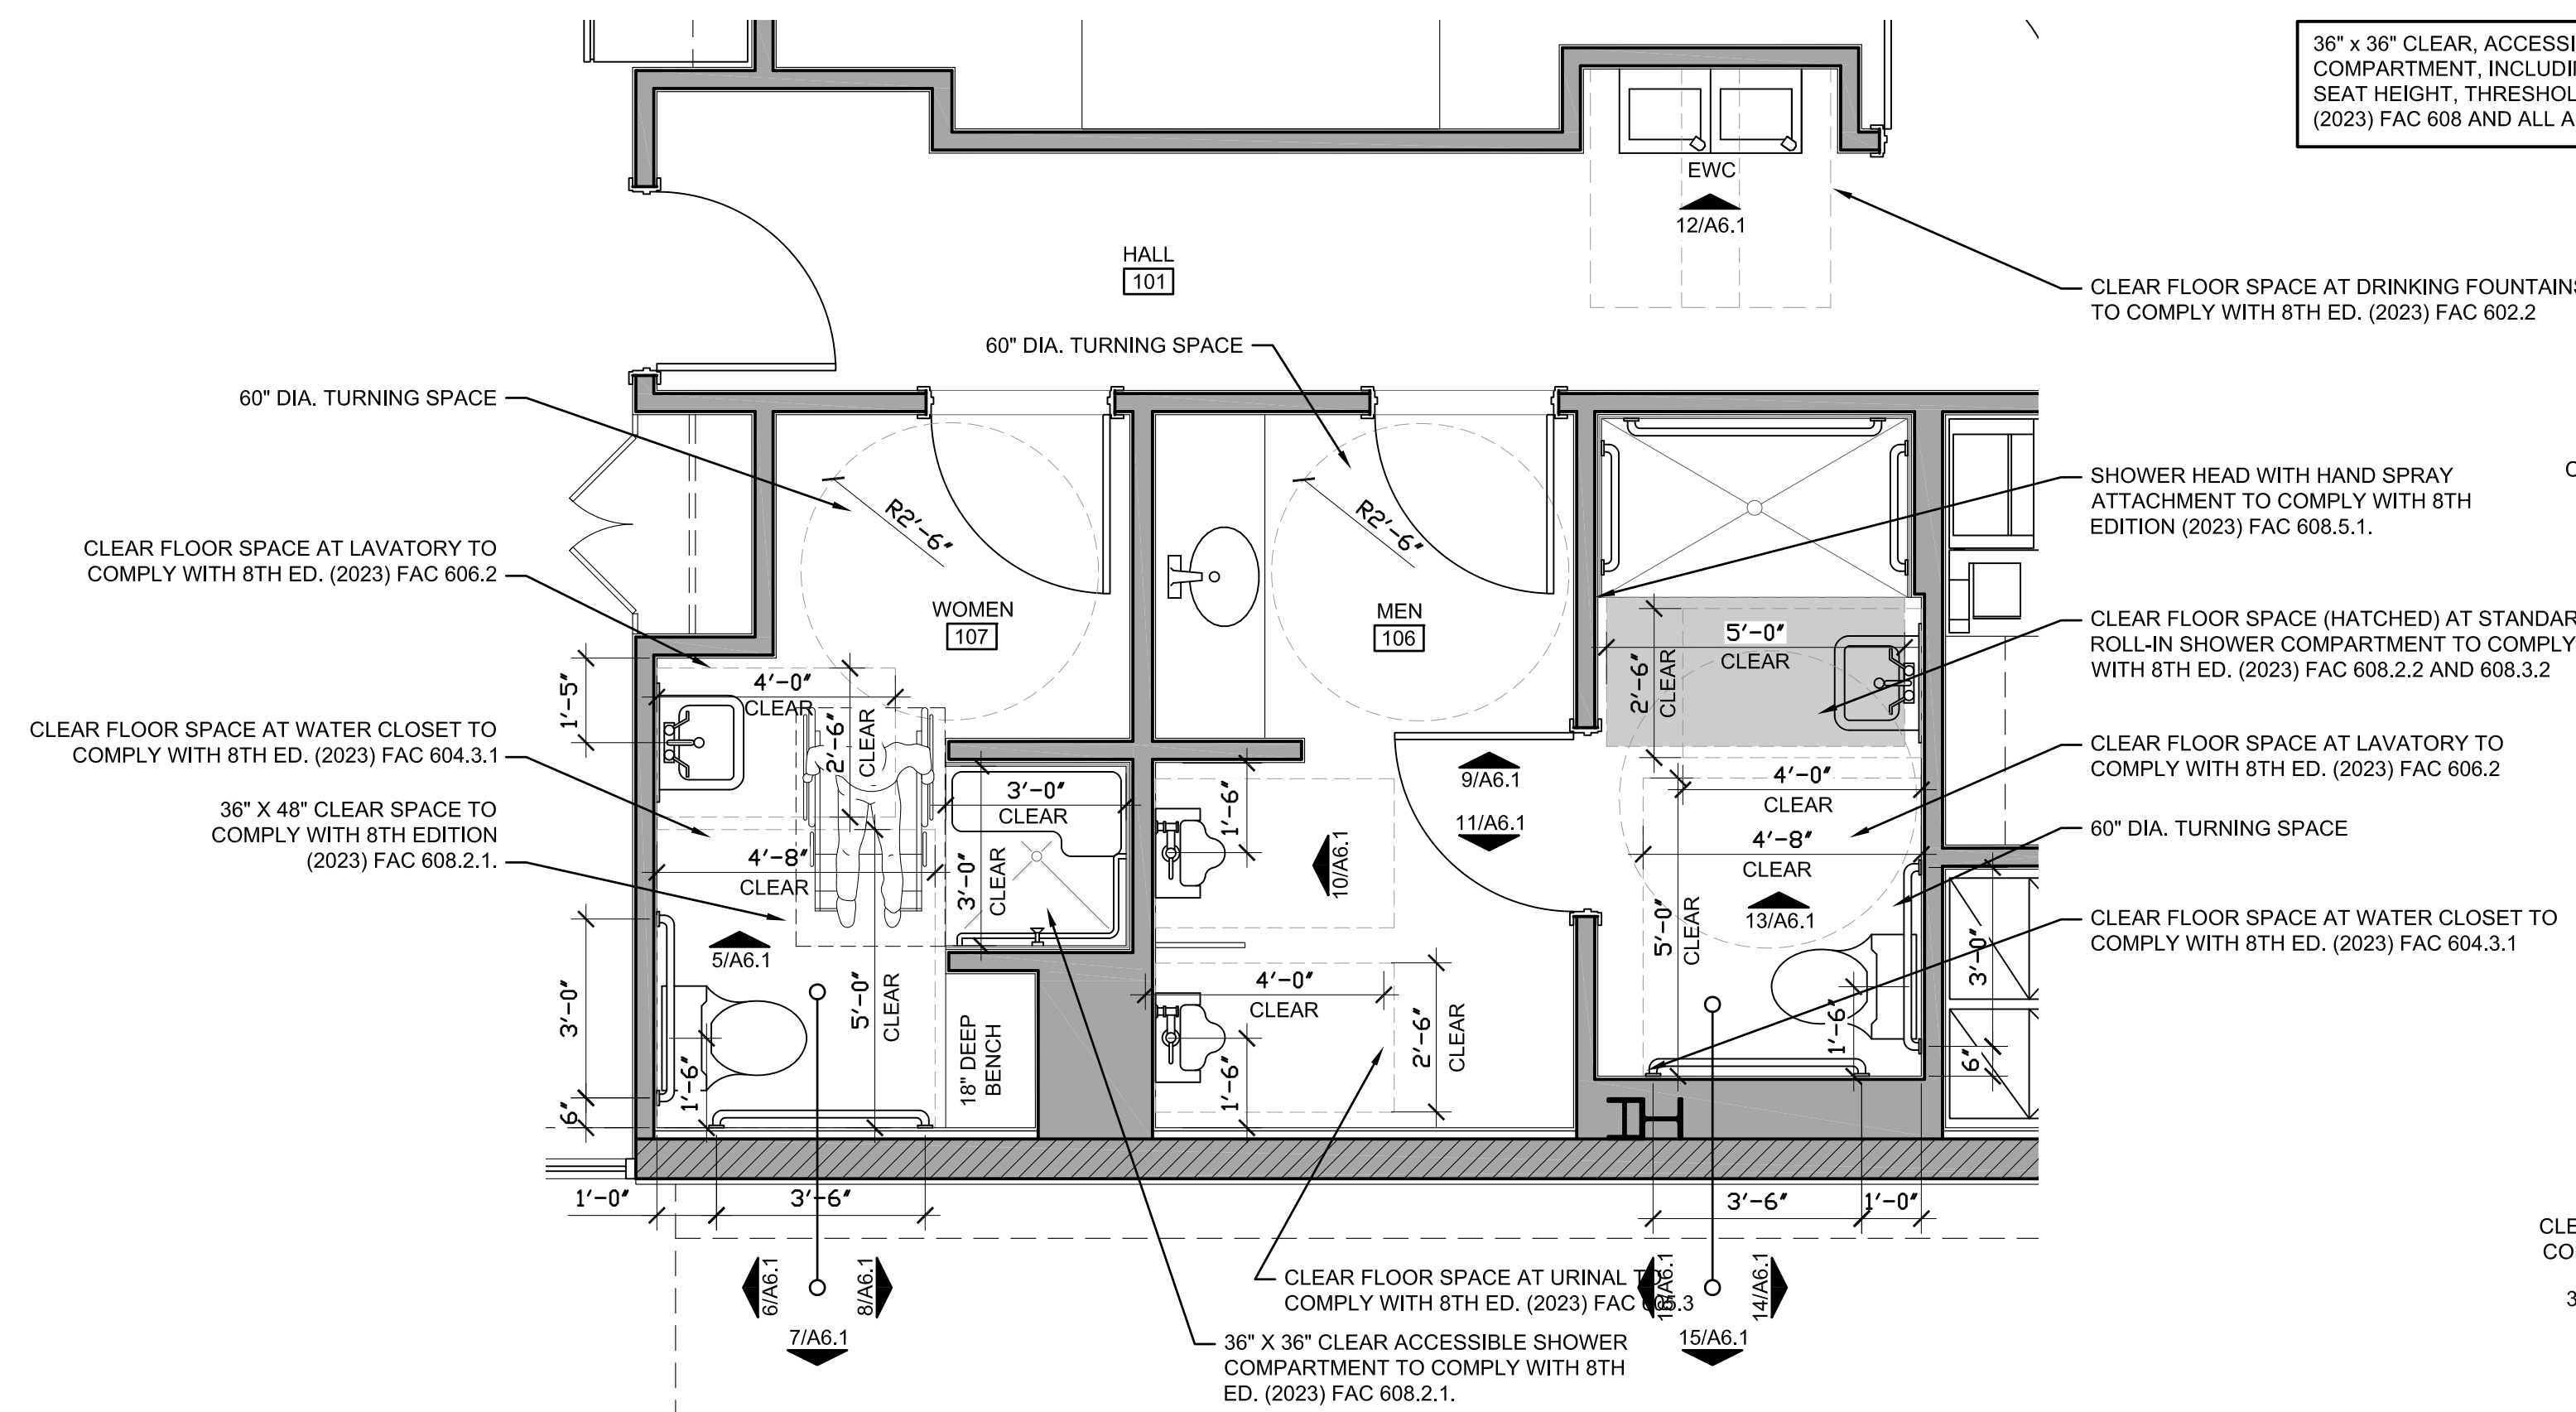 36" x 36" CLEAR, ACCESSI
COMPARTMENT, INCLUDI
SEAT HEIGHT, THRESHOL
(2023) FAC 608 AND ALL A
EWC
12/A6.1
HALL
101
CLEAR FLOOR SPACE AT DRINKING FOUNTAINS
TO COMPLY WITH 8TH ED. (2023) FAC 602.2
60" DIA. TURNING SPACE
60" DIA. TURNING SPACE
SHOWER HEAD WITH HAND SPRAY
ATTACHMENT TO COMPLY WITH 8TH
EDITION (2023) FAC 608.5.1.
C
R2'-6"
R2'-6"
CLEAR FLOOR SPACE AT LAVATORY TO
COMPLY WITH 8TH ED. (2023) FAC 606.2
WOMEN
107
MEN
106
CLEAR FLOOR SPACE (HATCHED) AT STANDAR
ROLL-IN SHOWER COMPARTMENT TO COMPLY
WITH 8TH ED. (2023) FAC 608.2.2 AND 608.3.2
5'-0"
CLEAR
2'-6"
CLEAR
1'-5"
4'-0"
CLEAR
2'-6"
CLEAR
CLEAR FLOOR SPACE AT WATER CLOSET TO
COMPLY WITH 8TH ED. (2023) FAC 604.3.1
CLEAR FLOOR SPACE AT LAVATORY TO
COMPLY WITH 8TH ED. (2023) FAC 606.2
36" X 48" CLEAR SPACE TO
COMPLY WITH 8TH EDITION
(2023) FAC 608.2.1.
3'-0"
CLEAR
3'-0"
CLEAR
1'-6"
9/A6.1
11/A6.1
10/A6.1
4'-0"
CLEAR
4'-8"
CLEAR
13/A6.1
60" DIA. TURNING SPACE
4'-8"
CLEAR
5/A6.1
5'-0"
CLEAR
CLEAR FLOOR SPACE AT WATER CLOSET TO
COMPLY WITH 8TH ED. (2023) FAC 604.3.1
3'-0"
6"
1'-6"
5'-0"
CLEAR
18" DEEP
BENCH
4'-0"
CLEAR
2'-6"
CLEAR
1'-6"
1'-6"
3'-0"
6"
1'-0"
3'-6"
3'-6"
1'-0"
6/A6.1
8/A6.1
7/A6.1
CLEAR FLOOR SPACE AT URINAL TO
COMPLY WITH 8TH ED. (2023) FAC 605.3
14/A6.1
15/A6.1
36" X 36" CLEAR ACCESSIBLE SHOWER
COMPARTMENT TO COMPLY WITH 8TH
ED. (2023) FAC 608.2.1.
CLE
CO
3